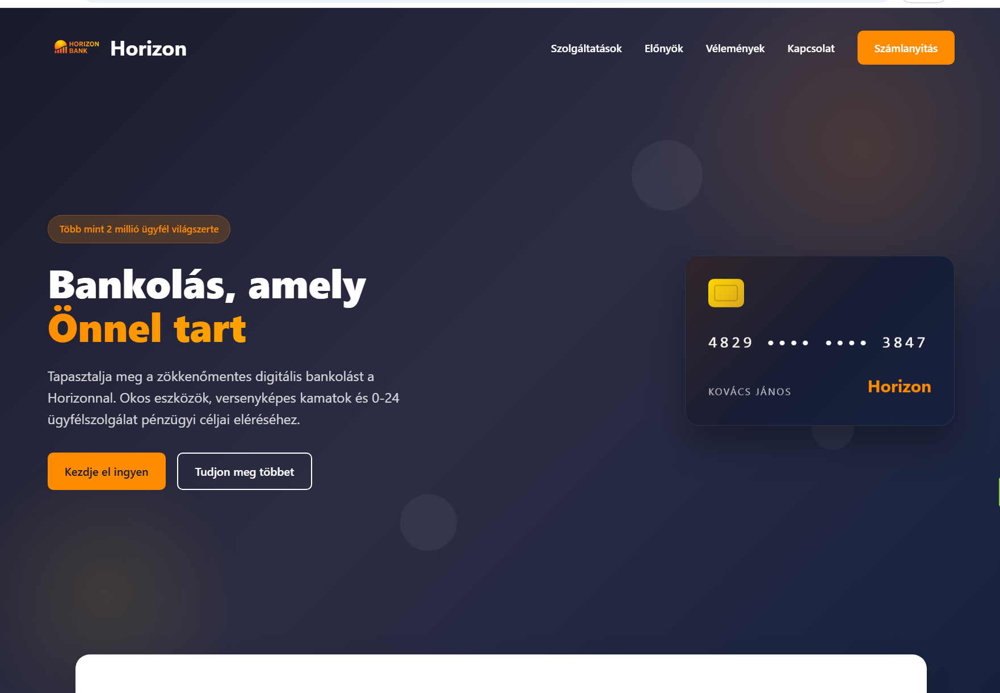 HORIZON
BANK
Horizon
Szolgáltatások
Előnyök
Vélemények
Kapcsolat
Számlanyitás
Több mint 2 millió ügyfél világszerte
Bankolás, amely
Önnel tart
Tapasztalja meg a zökkenőmentes digitális bankolást a
Horizonnal. Okos eszközök, versenyképes kamatok és 0-24
ügyfélszolgálat pénzügyi céljai eléréséhez.
Kezdje el ingyen
Tudjon meg többet
4829 •••• •••• 3847
KOVÁCS JÁNOS
Horizon